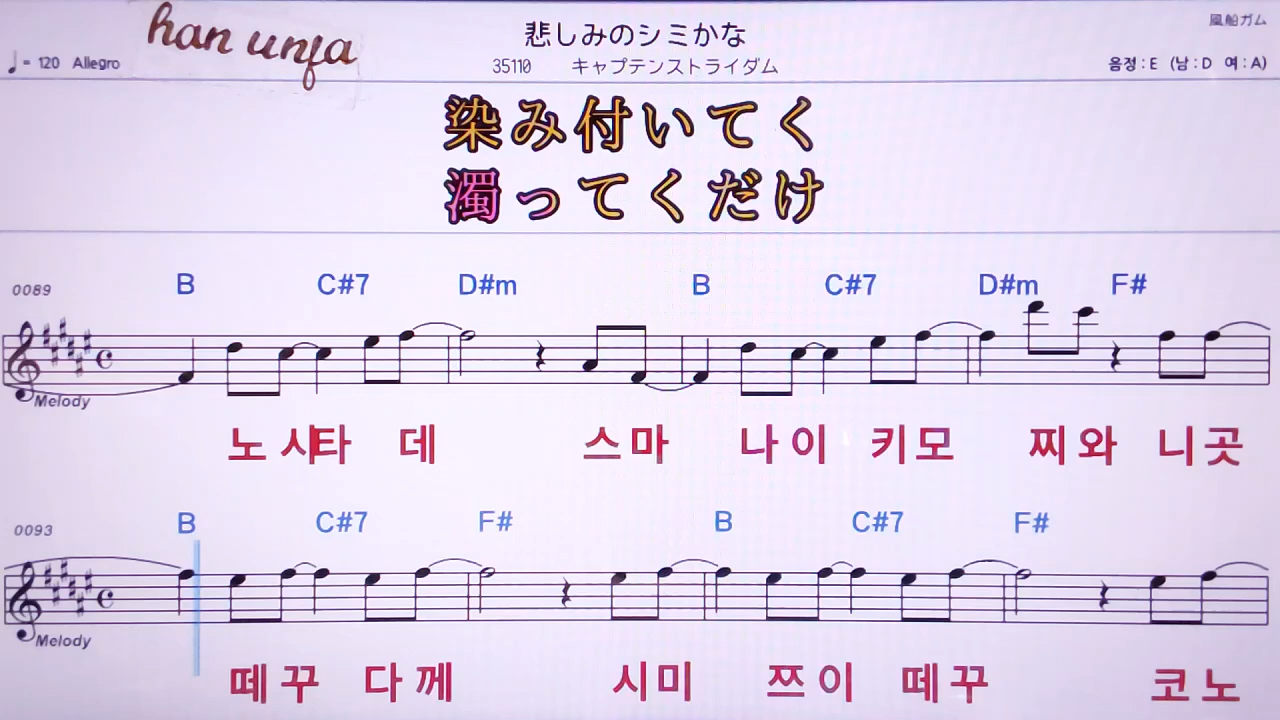 han unfa
悲しみのシミかな
風船ガム
♩= 120 Allegro
35110 キャプテンストライダム
음정:E (남:D 여:A)
染み付いてく
濁ってくだけ
B C#7 D#m B C#7 D#m F#
0089
Melody
노 시타 데 스마 나이 키모 찌와 니곳
B C#7 F# B C#7 F#
0093
Melody
떼꾸 다께 시미 쯔이 떼꾸 코노